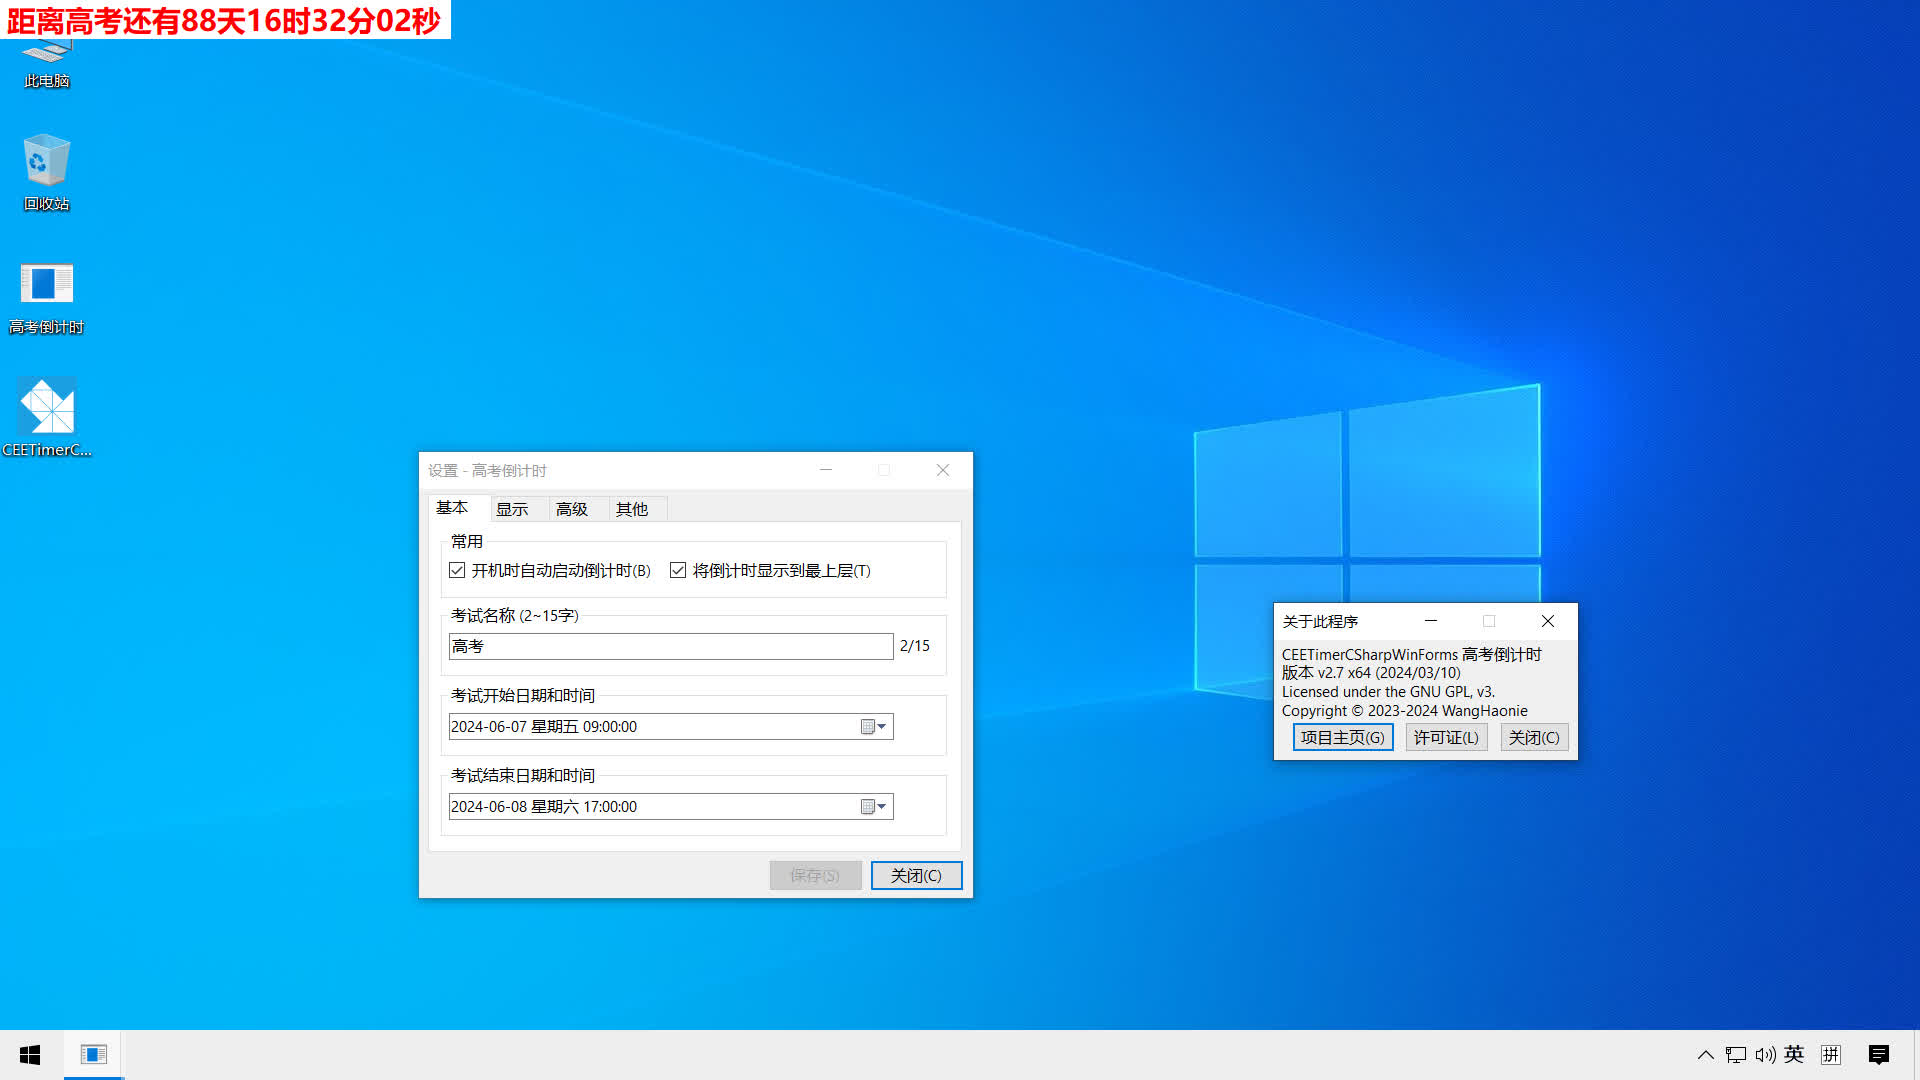 距离高考还有88天16时32分02秒
此电脑
回收站
高考倒计时
CEETimerC...
设置 - 高考倒计时
基本 显示 高级 其他
常用
开机时自动启动倒计时(B) 将倒计时显示到最上层(T)
考试名称 (2~15字)
高考 2/15
考试开始日期和时间
2024-06-07 星期五 09:00:00
考试结束日期和时间
2024-06-08 星期六 17:00:00
保存(S) 关闭(C)
关于此程序
CEETimerCSharpWinForms 高考倒计时
版本 v2.7 x64 (2024/03/10)
Licensed under the GNU GPL, v3.
Copyright © 2023-2024 WangHaonie
项目主页(G) 许可证(L) 关闭(C)
英 拼